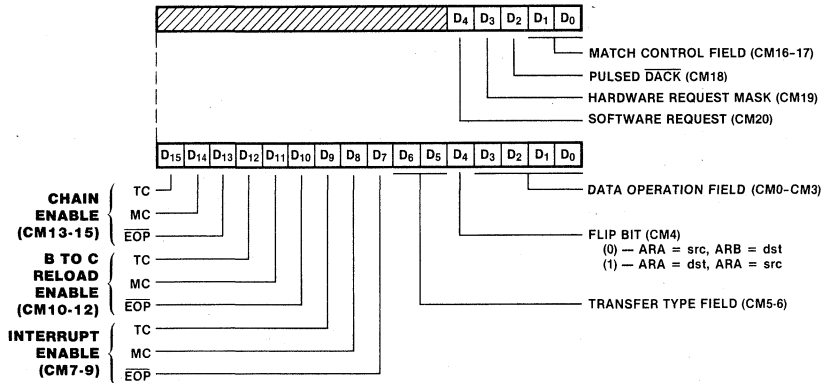 D4 D3 D2 D1 D0
MATCH CONTROL FIELD (CM16-17)
PULSED DACK (CM18)
HARDWARE REQUEST MASK (CM19)
SOFTWARE REQUEST (CM20)
D15 D14 D13 D12 D11 D10 D9 D8 D7 D6 D5 D4 D3 D2 D1 D0
CHAIN
ENABLE
(CM13-15)
TC
MC
EOP
B TO C
RELOAD
ENABLE
(CM10-12)
TC
MC
EOP
INTERRUPT
ENABLE
(CM7-9)
TC
MC
EOP
DATA OPERATION FIELD (CM0-CM3)
FLIP BIT (CM4)
(0) — ARA = src, ARB = dst
(1) — ARA = dst, ARA = src
TRANSFER TYPE FIELD (CM5-6)